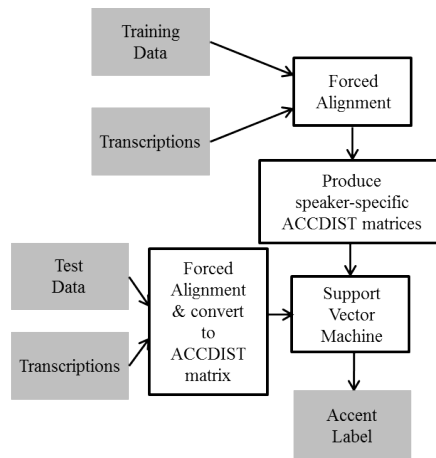 Training
Data
Forced
Alignment
Transcriptions
Produce
speaker-specific
ACCDIST matrices
Test
Data
Forced
Alignment
& convert
to
ACCDIST
matrix
Support
Vector
Machine
Transcriptions
Accent
Label